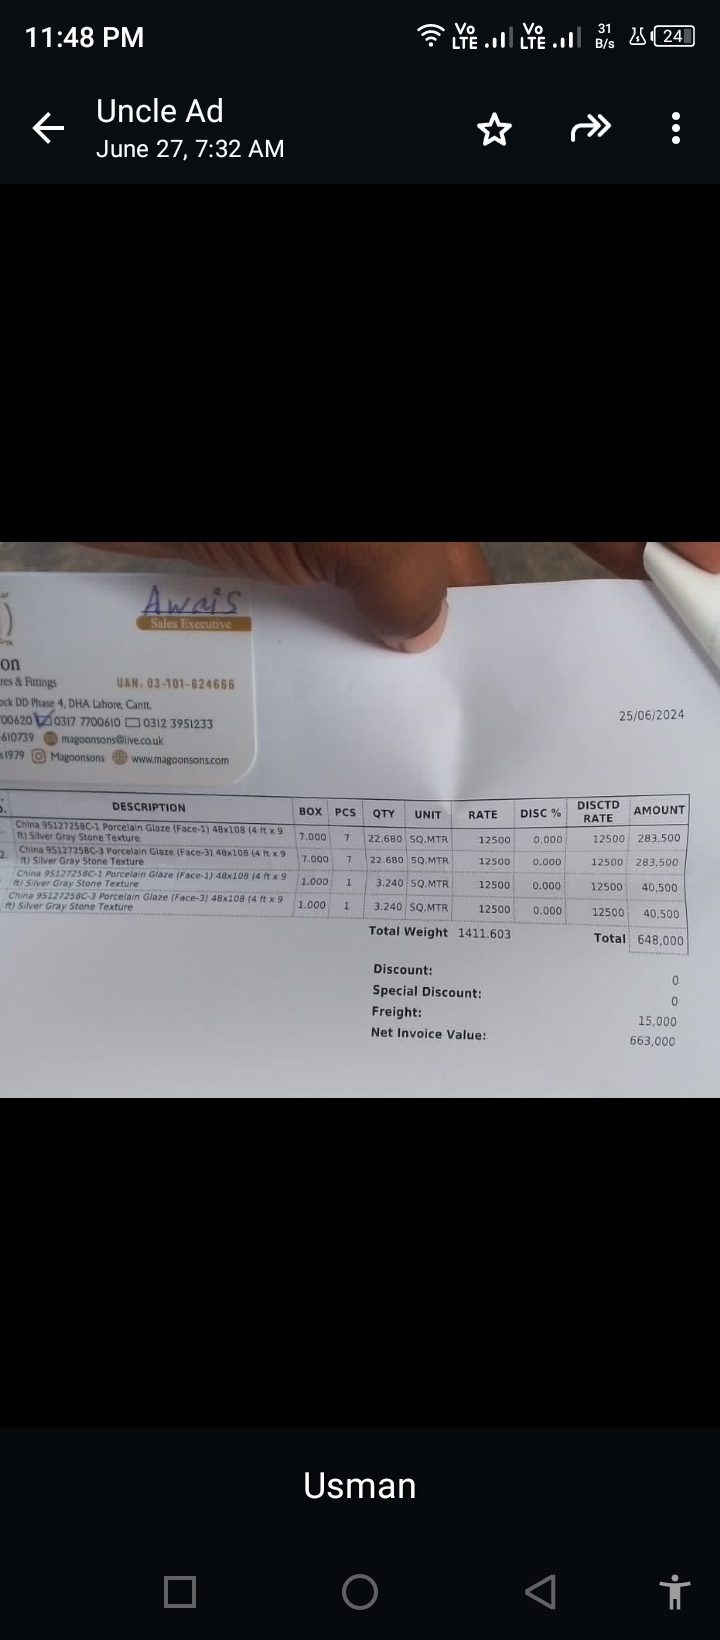 11:48 PM
Vo LTE Vo LTE 31 B/s 24
Uncle Ad
June 27, 7:32 AM
Awais
Sales Executive
on
res & Fittings UAN: 03-101-624666
ock DD Phase 4, DHA Lahore, Cantt.
00620 0317 7700610 0312 3951233
610739 magoonsons@live.co.uk
1979 Magoonsons www.magoonsons.com
25/06/2024
DESCRIPTION BOX PCS QTY UNIT RATE DISC % DISCTD RATE AMOUNT
China 9S127258C-1 Porcelain Glaze (Face-1) 48x108 (4 ft x 9
ft) Silver Gray Stone Texture 7.000 7 22.680 SQ.MTR 12500 0.000 12500 283,500
2. China 9S127258C-3 Porcelain Glaze (Face-3) 48x108 (4 ft x 9
ft) Silver Gray Stone Texture 7.000 7 22.680 SQ.MTR 12500 0.000 12500 283,500
China 9S127258C-1 Porcelain Glaze (Face-1) 48x108 (4 ft x 9
ft) Silver Gray Stone Texture 1.000 1 3.240 SQ.MTR 12500 0.000 12500 40,500
China 9S127258C-3 Porcelain Glaze (Face-3) 48x108 (4 ft x 9
ft) Silver Gray Stone Texture 1.000 1 3.240 SQ.MTR 12500 0.000 12500 40,500
Total Weight 1411.603 Total 648,000
Discount: 0
Special Discount: 0
Freight: 15,000
Net Invoice Value: 663,000
Usman